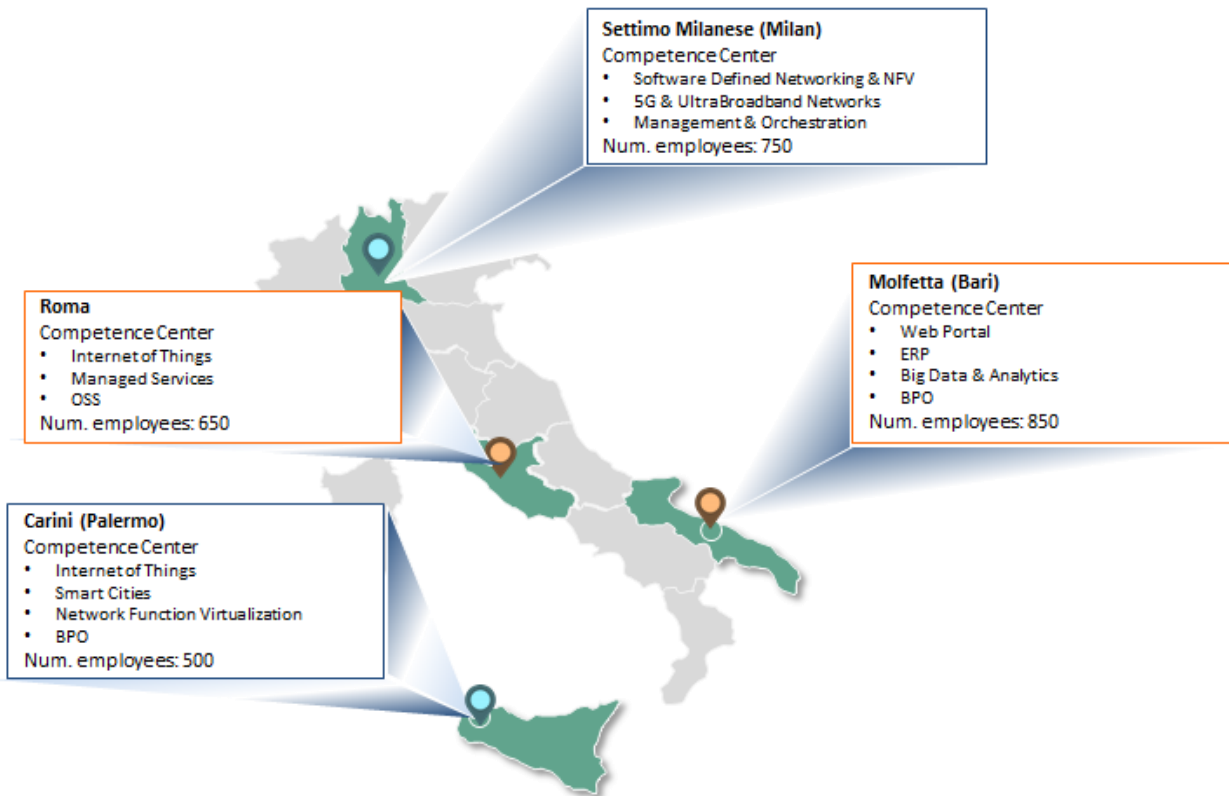 Settimo Milanese (Milan)
Competence Center
• Software Defined Networking & NFV
• 5G & UltraBroadband Networks
• Management & Orchestration
Num. employees: 750
Roma
Competence Center
• Internet of Things
• Managed Services
• OSS
Num. employees: 650
Molfetta (Bari)
Competence Center
• Web Portal
• ERP
• Big Data & Analytics
• BPO
Num. employees: 850
Carini (Palermo)
Competence Center
• Internet of Things
• Smart Cities
• Network Function Virtualization
• BPO
Num. employees: 500